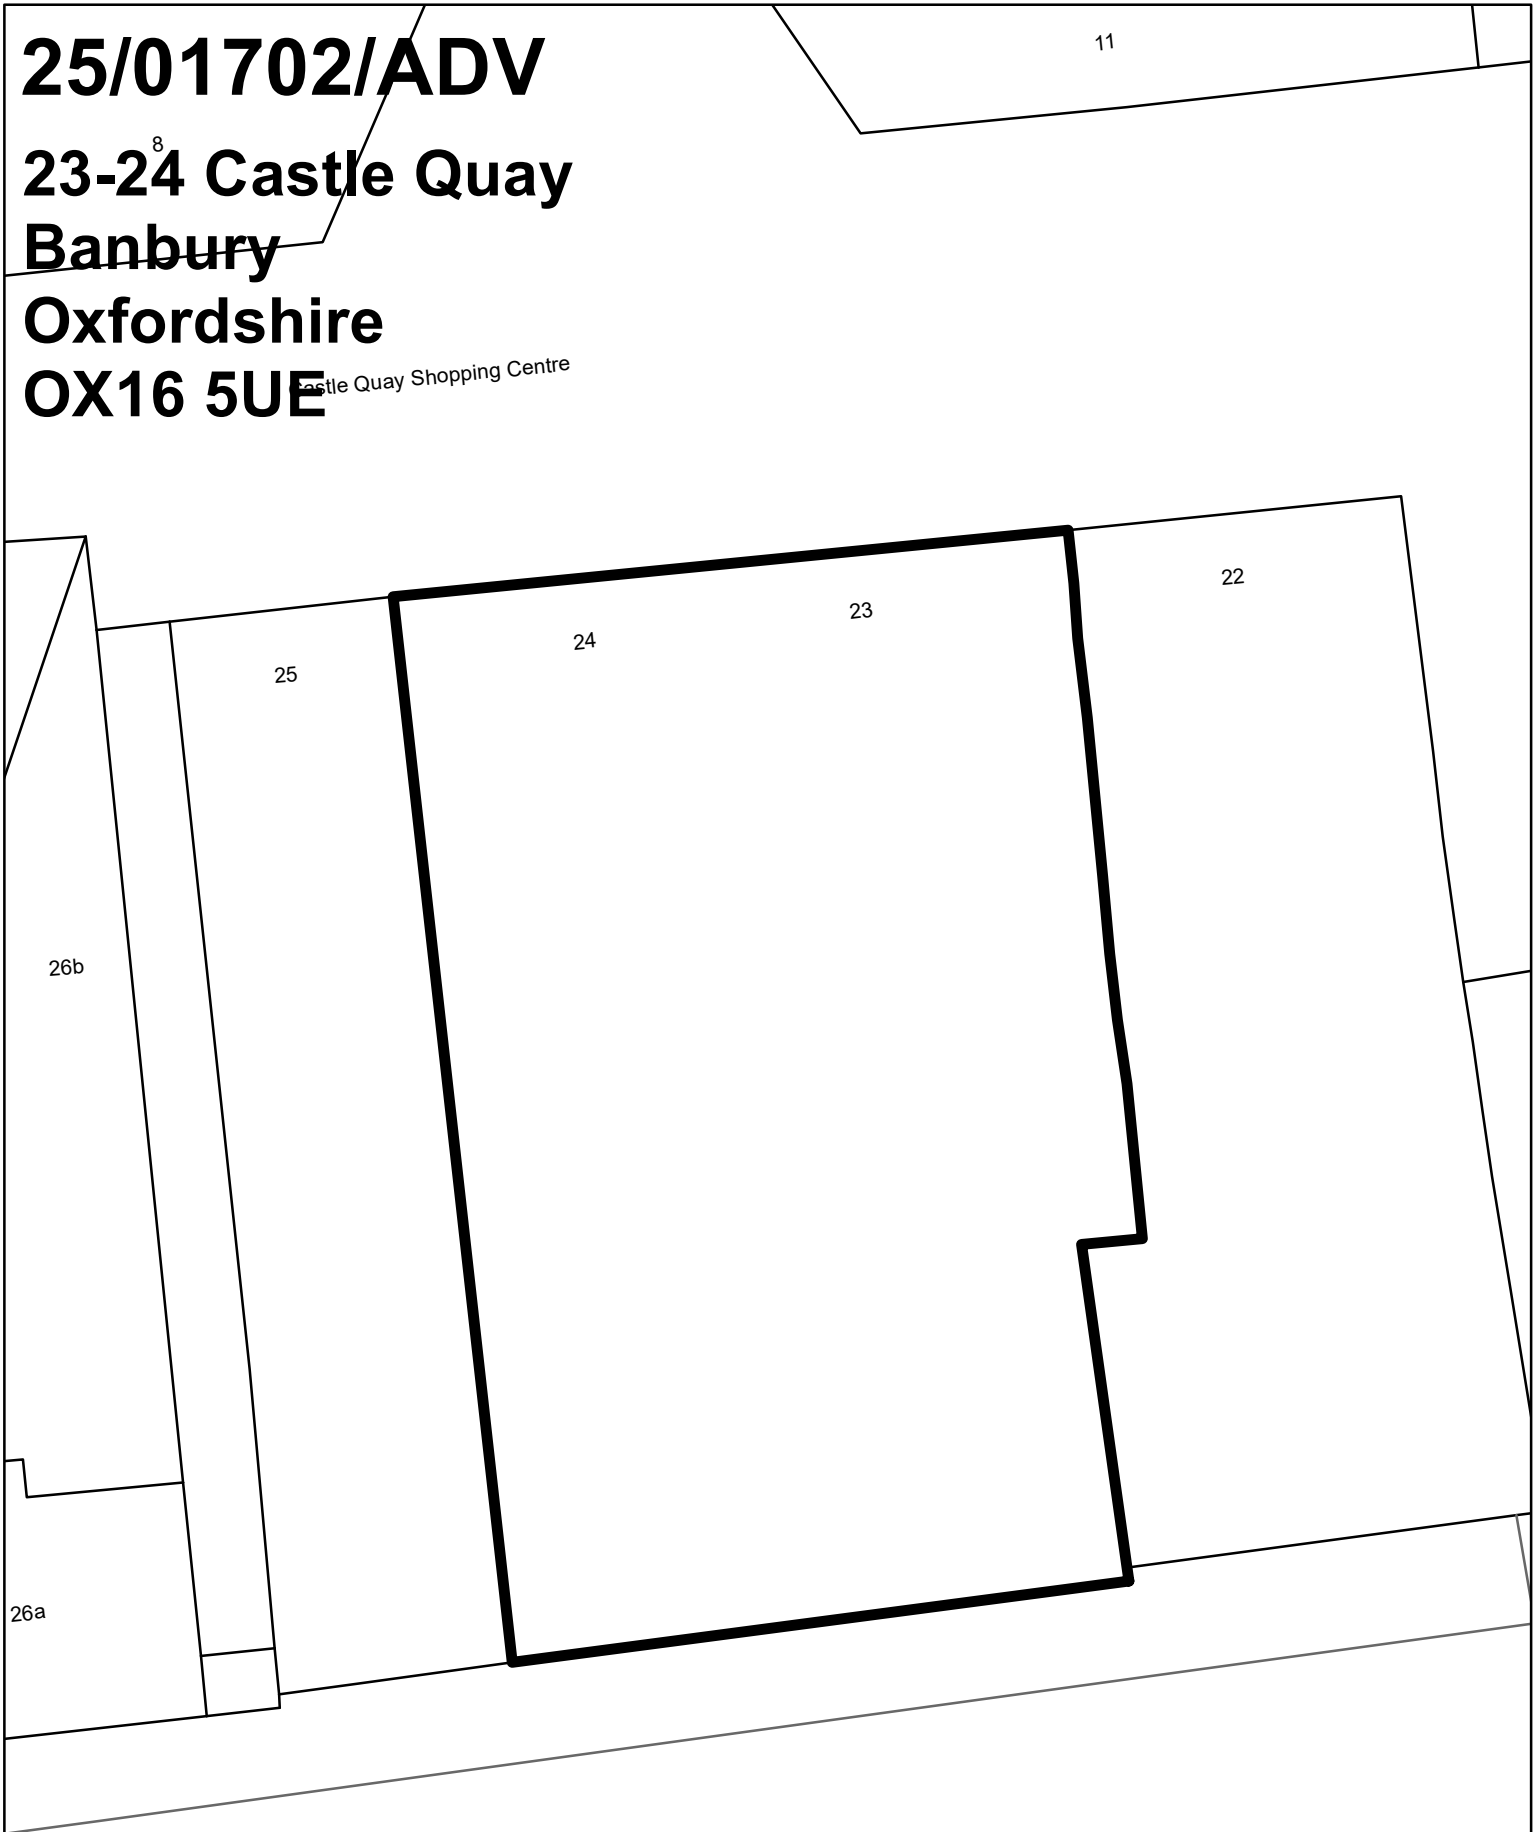 25/01702/ADV
11
8
23-24 Castle Quay
Banbury
Oxfordshire
Castle Quay Shopping Centre
OX16 5UE
22
23
24
25
26b
26a